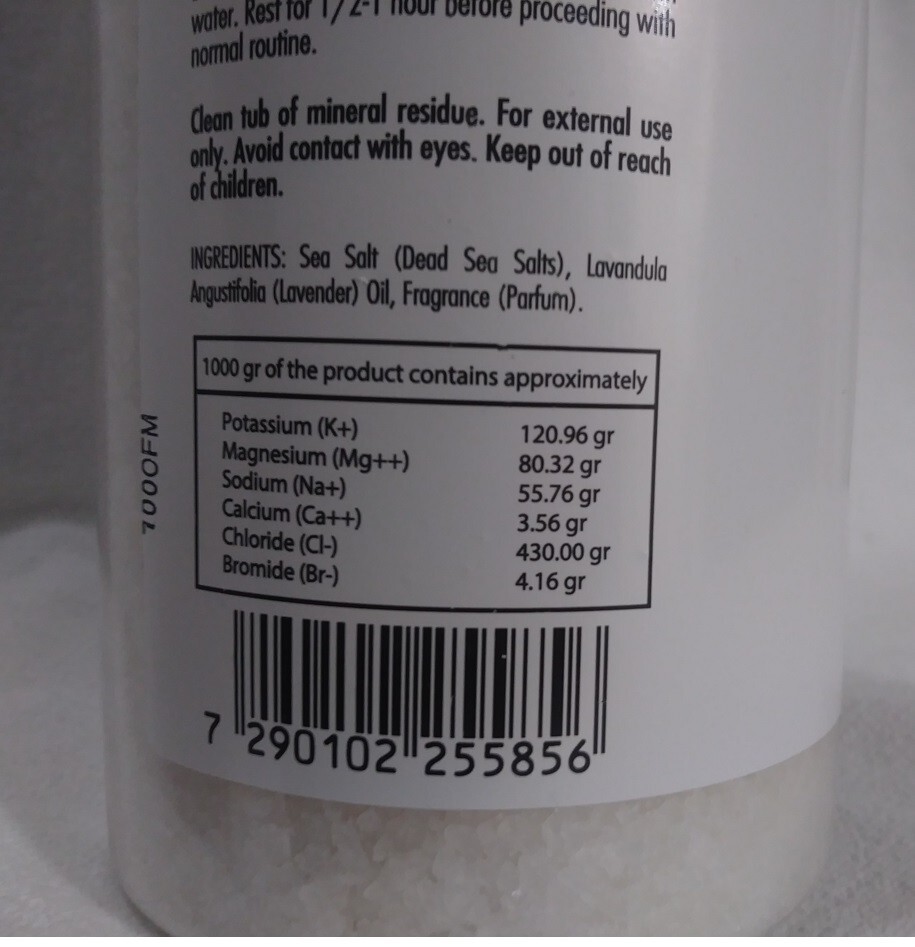 water. Rest for 1/2-1 hour before proceeding with
normal routine.
Clean tub of mineral residue. For external use
only. Avoid contact with eyes. Keep out of reach
of children.
INGREDIENTS: Sea Salt (Dead Sea Salts), Lavandula
Angustifolia (Lavender) Oil, Fragrance (Parfum).
1000 gr of the product contains approximately
Potassium (K+) 120.96 gr
Magnesium (Mg++) 80.32 gr
Sodium (Na+) 55.76 gr
Calcium (Ca++) 3.56 gr
Chloride (Cl-) 430.00 gr
Bromide (Br-) 4.16 gr
7 290102 255856